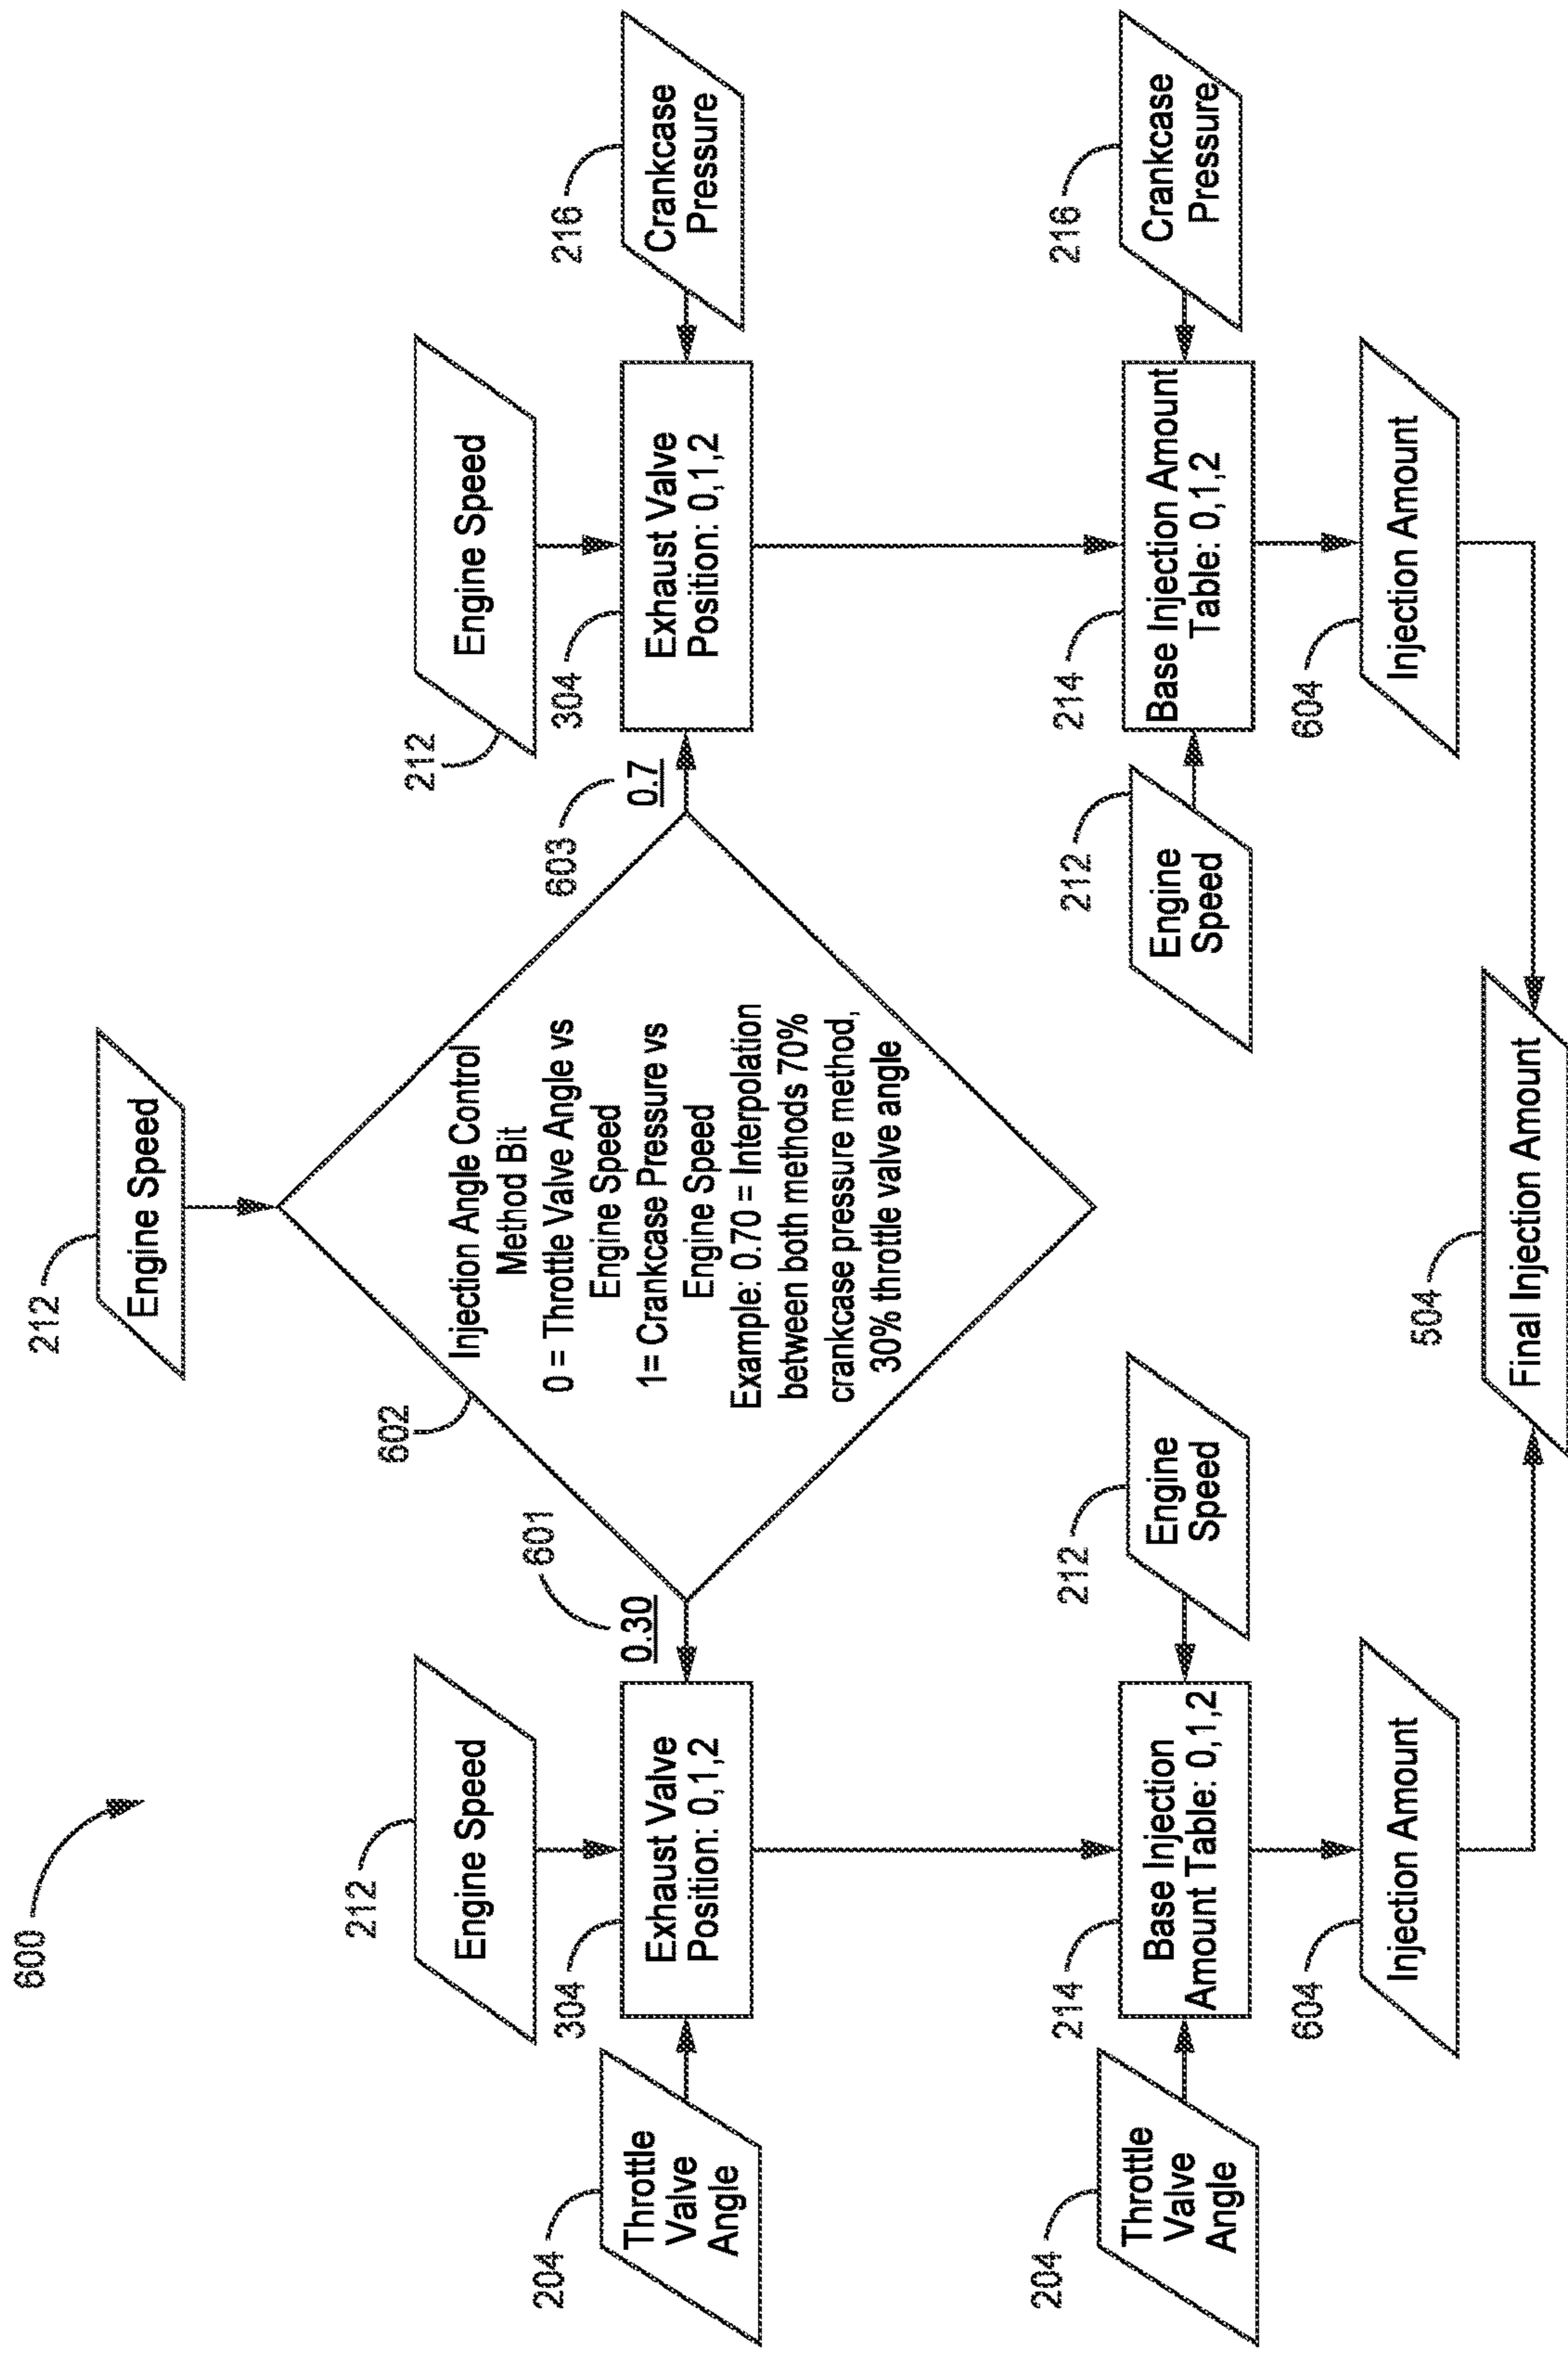 600
212
Engine Speed
602
Injection Angle Control
Method Bit
0 = Throttle Valve Angle vs
Engine Speed
1= Crankcase Pressure vs
Engine Speed
Example: 0.70 = Interpolation
between both methods 70%
crankcase pressure method,
30% throttle valve angle
601
0.30
603
0.7
212
Engine Speed
204
Throttle
Valve
Angle
304
Exhaust Valve
Position: 0,1,2
212
Engine Speed
304
Exhaust Valve
Position: 0,1,2
216
Crankcase
Pressure
204
Throttle
Valve
Angle
214
Base Injection
Amount Table: 0,1,2
212
Engine
Speed
212
Engine
Speed
214
Base Injection Amount
Table: 0,1,2
216
Crankcase
Pressure
604
Injection Amount
604
Injection Amount
504
Final Injection Amount